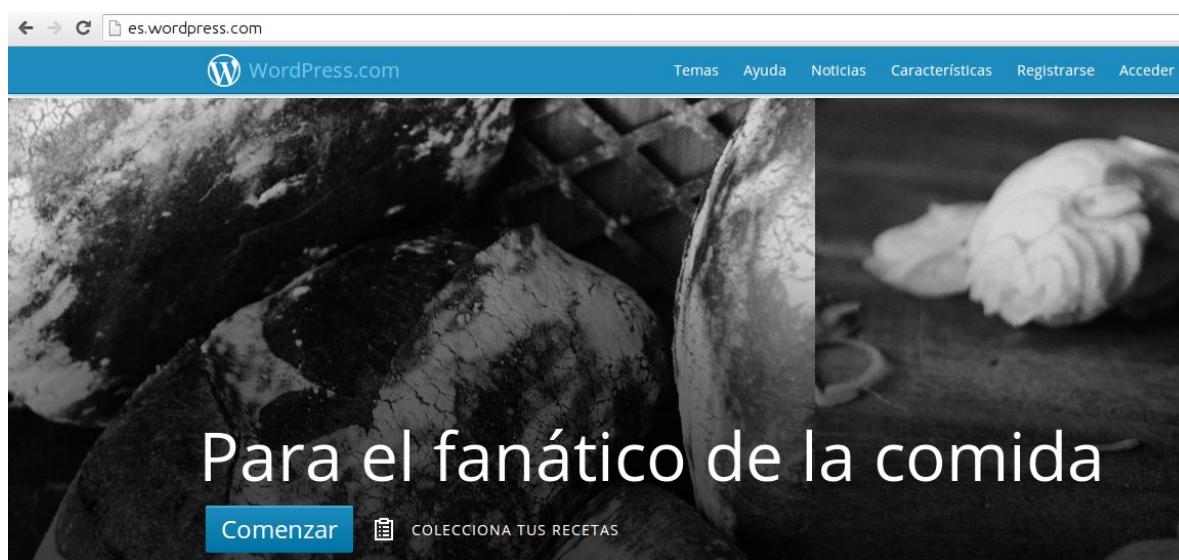 es.wordpress.com
WordPress.com Temas Ayuda Noticias Características Registrarse Acceder
Para el fanático de la comida
Comenzar COLECCIONA TUS RECETAS